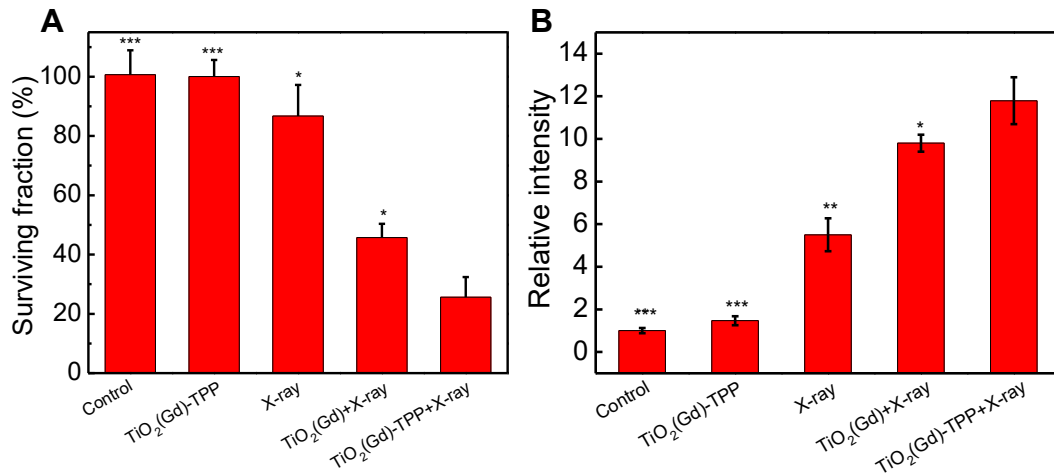 A
Surviving fraction (%)
100
80
60
40
20
0
***
***
*
*
Control
TiO2(Gd)-TPP
X-ray
TiO2(Gd)+X-ray
TiO2(Gd)-TPP+X-ray
B
Relative intensity
14
12
10
8
6
4
2
0
***
***
**
*
Control
TiO2(Gd)-TPP
X-ray
TiO2(Gd)+X-ray
TiO2(Gd)-TPP+X-ray